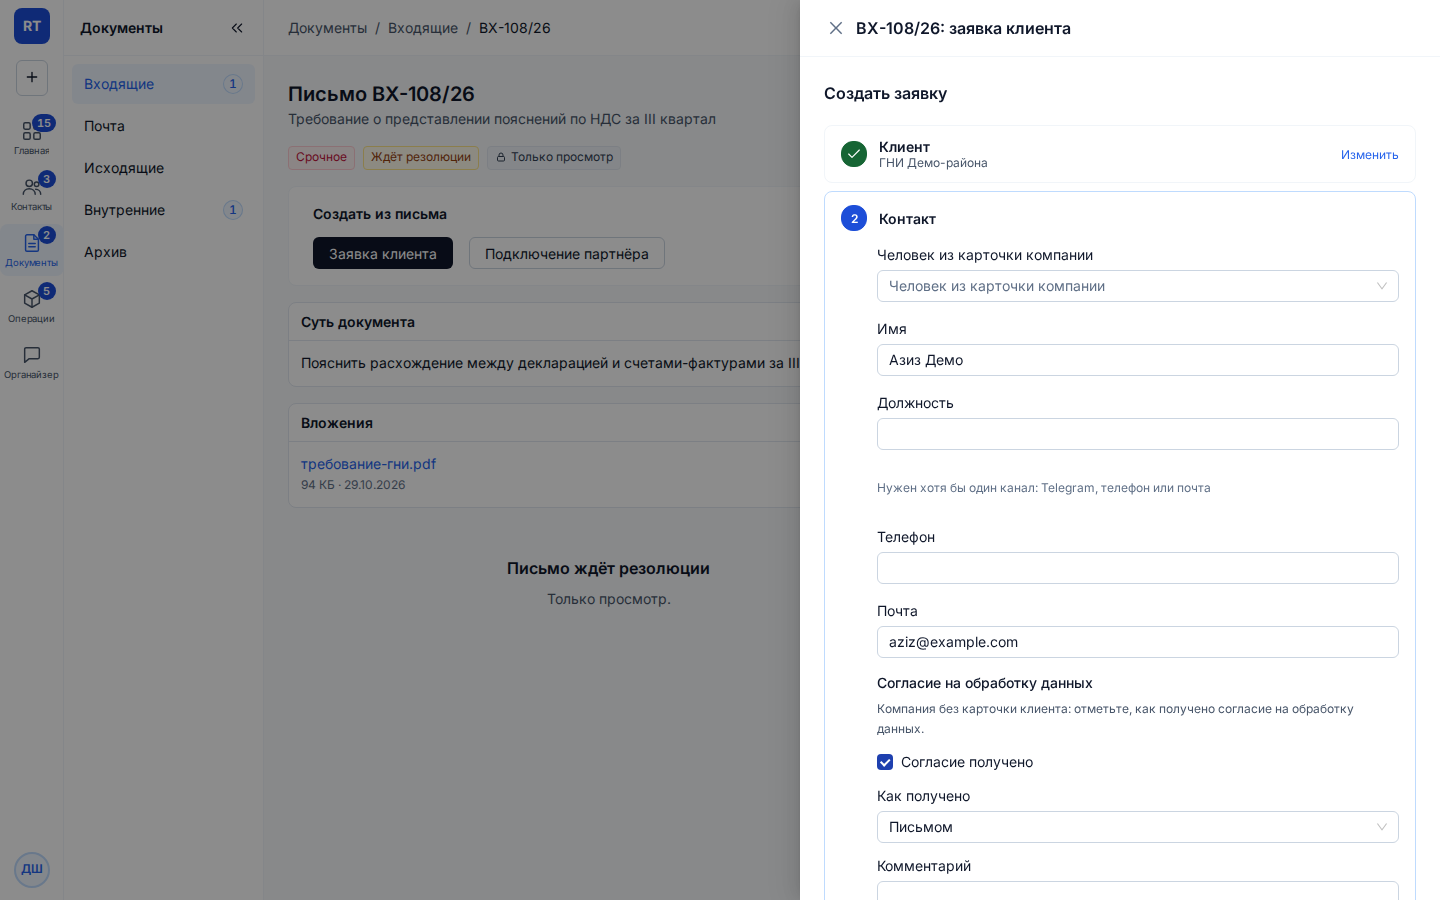 RT
15
Главная
3
Контакты
2
Документы
5
Операции
Органайзер
ДШ
Документы
Входящие
1
Почта
Исходящие
Внутренние
1
Архив
Документы / Входящие / ВХ-108/26
Письмо ВХ-108/26
Требование о представлении пояснений по НДС за III квартал
Срочное
Ждёт резолюции
Только просмотр
Создать из письма
Заявка клиента
Подключение партнёра
Суть документа
Пояснить расхождение между декларацией и счетами-фактурами за III
Вложения
требование-гни.pdf
94 КБ · 29.10.2026
Письмо ждёт резолюции
Только просмотр.
ВХ-108/26: заявка клиента
Создать заявку
Клиент
ГНИ Демо-района
Изменить
2
Контакт
Человек из карточки компании
Человек из карточки компании
Имя
Азиз Демо
Должность
Нужен хотя бы один канал: Telegram, телефон или почта
Телефон
Почта
aziz@example.com
Согласие на обработку данных
Компания без карточки клиента: отметьте, как получено согласие на обработку
данных.
Согласие получено
Как получено
Письмом
Комментарий